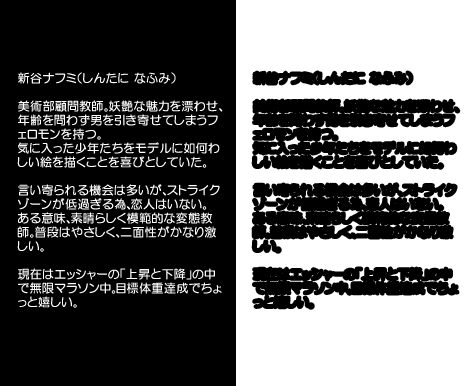 新谷ナフミ(しんたに なふみ)
美術部顧問教師。妖艶な魅力を漂わせ、
年齢を問わず男を引き寄せてしまうフ
ェロモンを持つ。
気に入った少年たちをモデルに如何わ
しい絵を描くことを喜びとしていた。
言い寄られる機会は多いが、ストライク
ゾーンが低過ぎる為、恋人はいない。
ある意味、素晴らしく模範的な変態教
師。普段はやさしく、二面性がかなり激
しい。
現在はエッシャーの「上昇と下降」の中
で無限マラソン中。目標体重達成でちょ
っと嬉しい。
新谷ナフミ(しんたに なふみ)
美術部顧問教師。妖艶な魅力を漂わせ、
年齢を問わず男を引き寄せてしまうフ
ェロモンを持つ。
気に入った少年たちをモデルに如何わ
しい絵を描くことを喜びとしていた。
言い寄られる機会は多いが、ストライク
ゾーンが低過ぎる為、恋人はいない。
ある意味、素晴らしく模範的な変態教
師。普段はやさしく、二面性がかなり激
しい。
現在はエッシャーの「上昇と下降」の中
で無限マラソン中。目標体重達成でちょ
っと嬉しい。